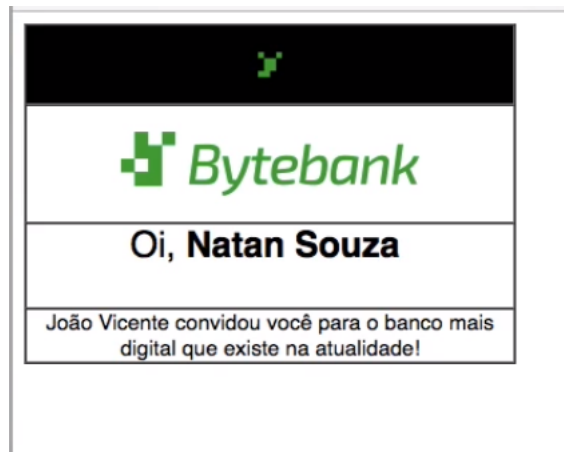 Bytebank
Oi, Natan Souza
João Vicente convidou você para o banco mais
digital que existe na atualidade!